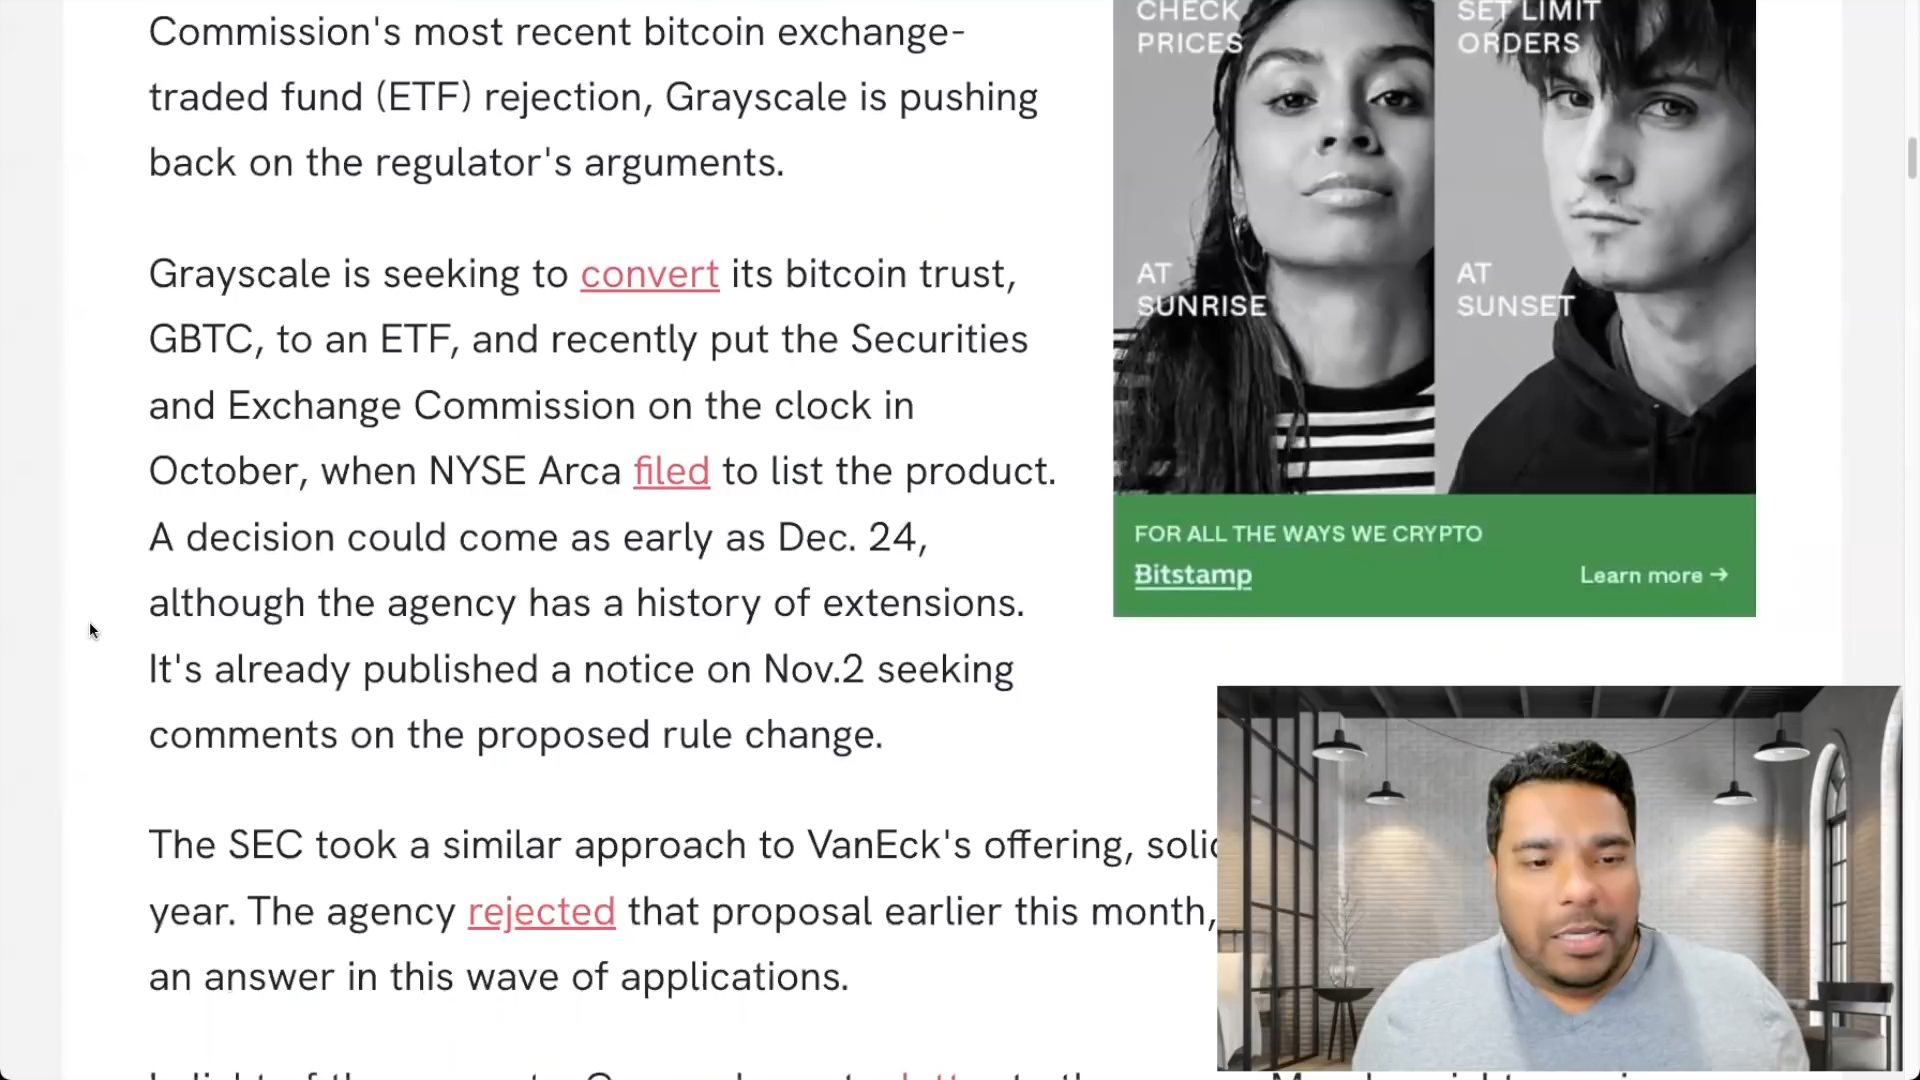 Commission's most recent bitcoin exchange-
traded fund (ETF) rejection, Grayscale is pushing
back on the regulator's arguments.
Grayscale is seeking to convert its bitcoin trust,
GBTC, to an ETF, and recently put the Securities
and Exchange Commission on the clock in
October, when NYSE Arca filed to list the product.
A decision could come as early as Dec. 24,
although the agency has a history of extensions.
It's already published a notice on Nov.2 seeking
comments on the proposed rule change.
The SEC took a similar approach to VanEck's offering,
year. The agency rejected that proposal earlier this month,
an answer in this wave of applications.
CHECK
PRICES
AT
SUNRISE
SET LIMIT
ORDERS
AT
SUNSET
FOR ALL THE WAYS WE CRYPTO
Bitstamp
Learn more →